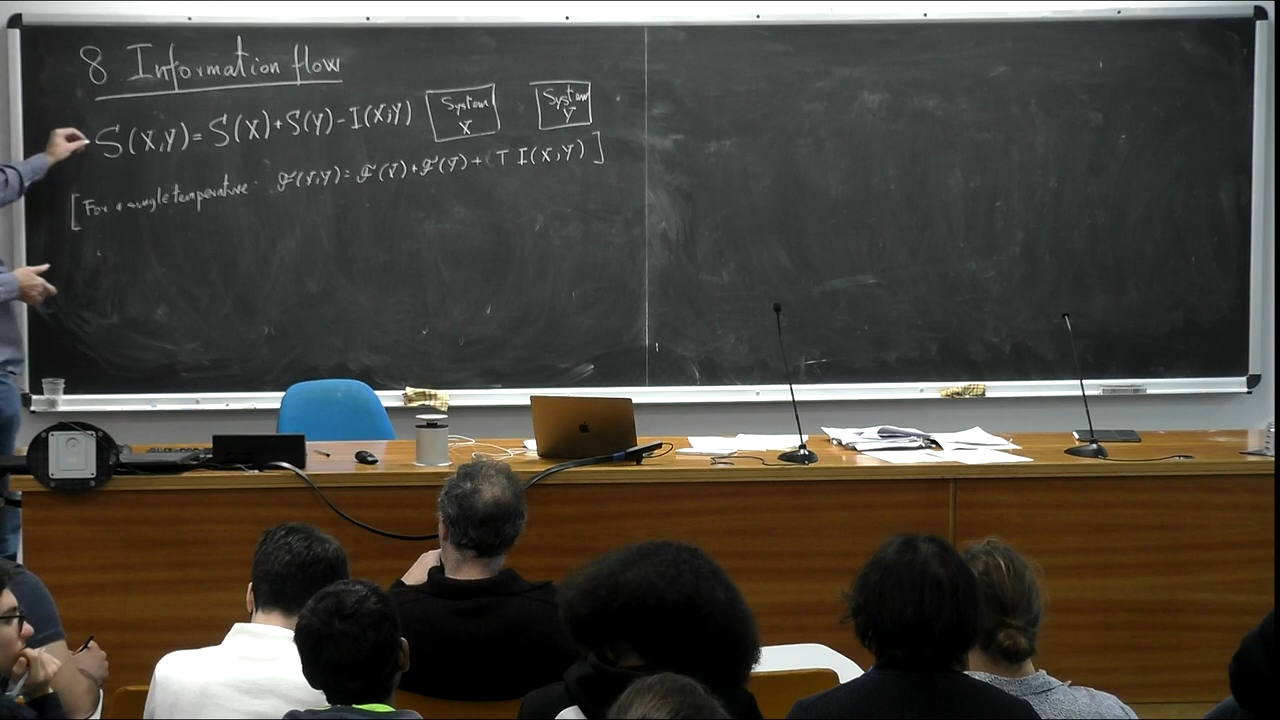 8 Information flow
S(X,Y) = S(X) + S(Y) - I(X;Y)
System X
System Y
[For a single temperature: ℱ(X,Y) = ℱ(X) + ℱ(Y) + T I(X;Y)]